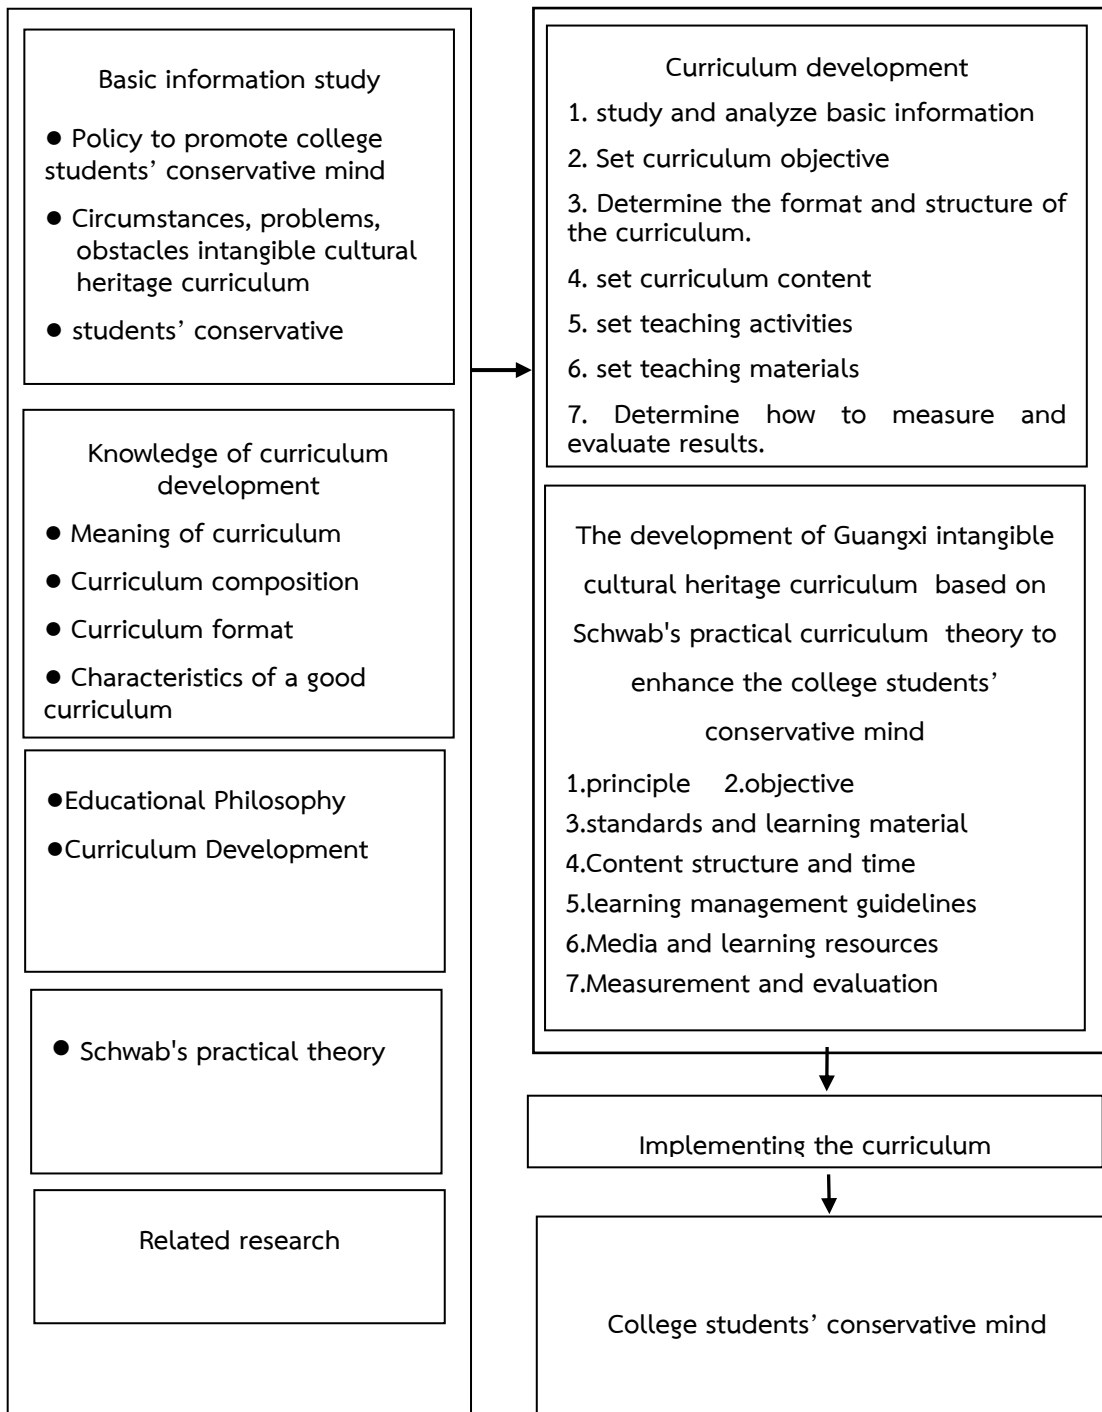 Basic information study
● Policy to promote college
students’ conservative mind
● Circumstances, problems,
obstacles intangible cultural
heritage curriculum
● students’ conservative
Knowledge of curriculum
development
● Meaning of curriculum
● Curriculum composition
● Curriculum format
● Characteristics of a good
curriculum
●Educational Philosophy
●Curriculum Development
● Schwab's practical theory
Related research
Curriculum development
1. study and analyze basic information
2. Set curriculum objective
3. Determine the format and structure of
the curriculum.
4. set curriculum content
5. set teaching activities
6. set teaching materials
7. Determine how to measure and
evaluate results.
The development of Guangxi intangible
cultural heritage curriculum based on
Schwab's practical curriculum theory to
enhance the college students’
conservative mind
1.principle 2.objective
3.standards and learning material
4.Content structure and time
5.learning management guidelines
6.Media and learning resources
7.Measurement and evaluation
Implementing the curriculum
College students’ conservative mind